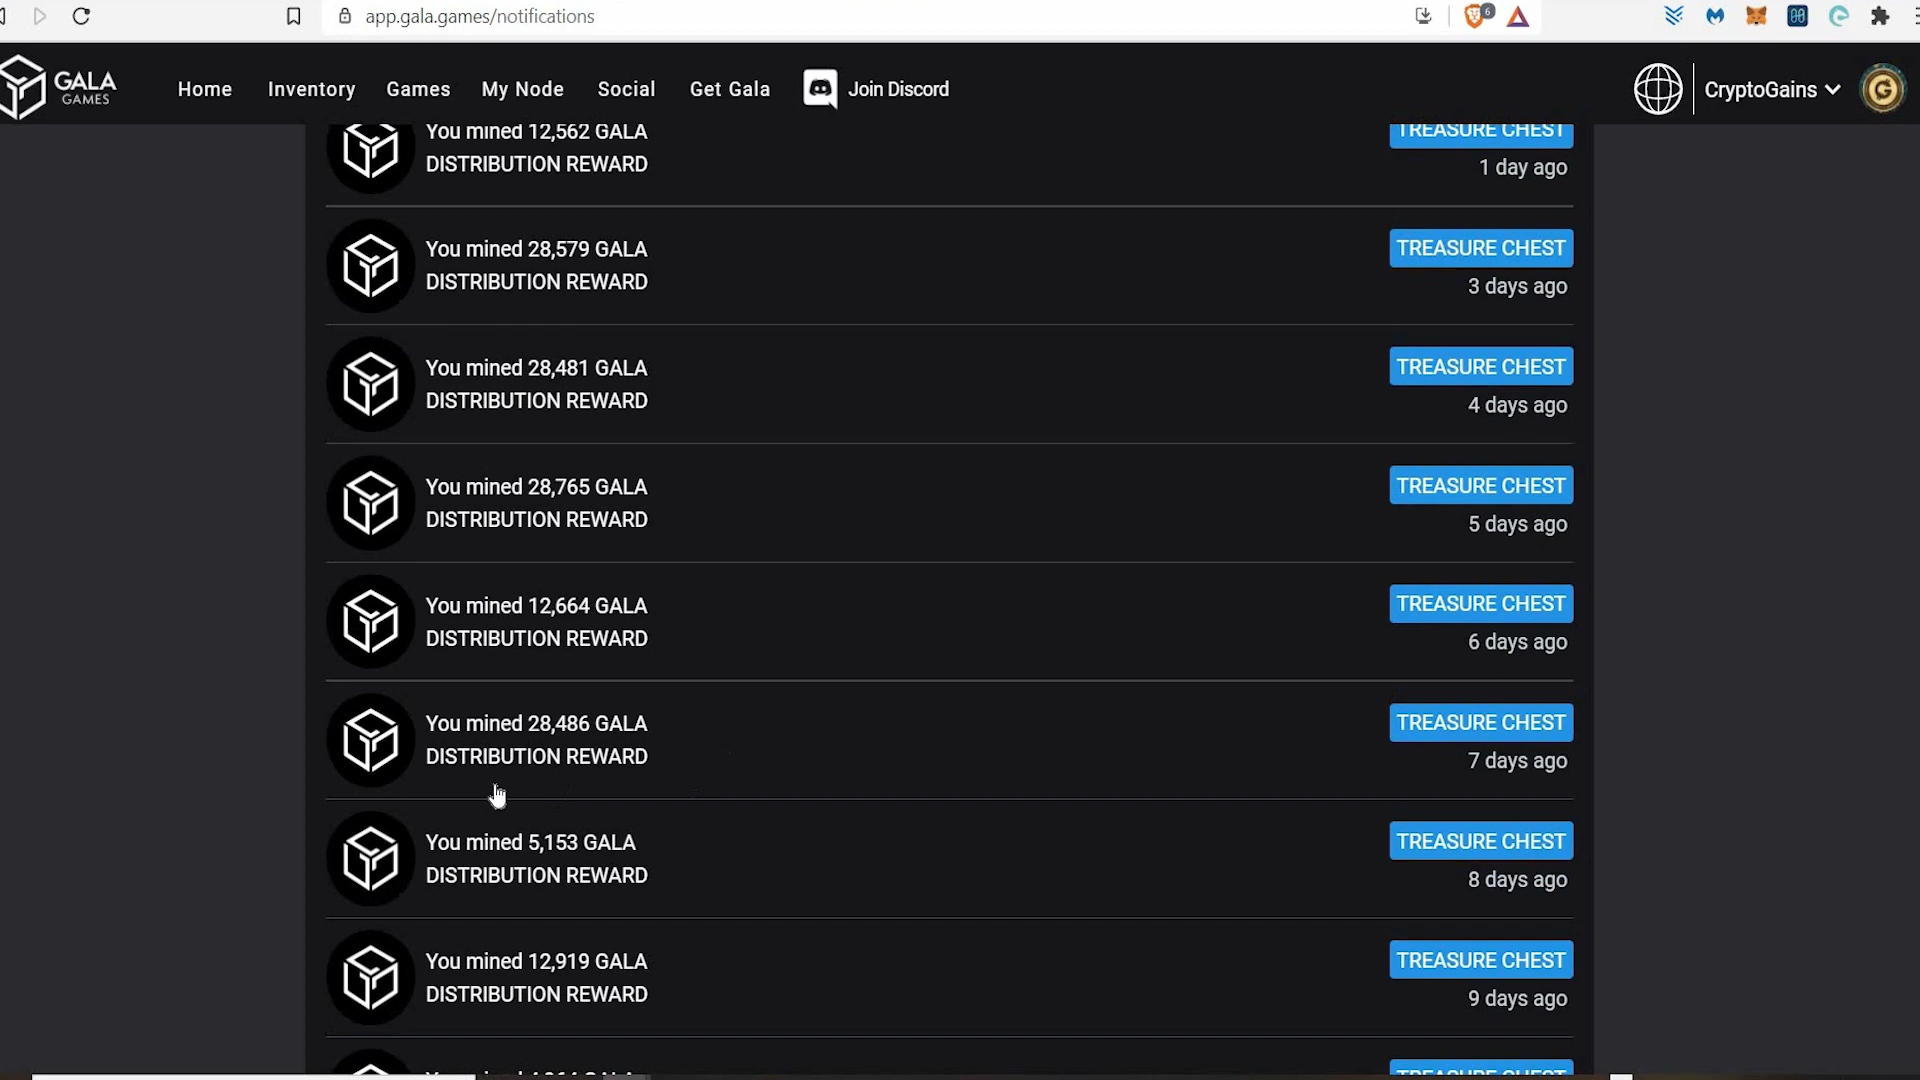 app.gala.games/notifications
6
GALA
GAMES
Home
Inventory
Games
My Node
Social
Get Gala
Join Discord
CryptoGains
You mined 12,562 GALA
DISTRIBUTION REWARD
TREASURE CHEST
1 day ago
You mined 28,579 GALA
DISTRIBUTION REWARD
TREASURE CHEST
3 days ago
You mined 28,481 GALA
DISTRIBUTION REWARD
TREASURE CHEST
4 days ago
You mined 28,765 GALA
DISTRIBUTION REWARD
TREASURE CHEST
5 days ago
You mined 12,664 GALA
DISTRIBUTION REWARD
TREASURE CHEST
6 days ago
You mined 28,486 GALA
DISTRIBUTION REWARD
TREASURE CHEST
7 days ago
You mined 5,153 GALA
DISTRIBUTION REWARD
TREASURE CHEST
8 days ago
You mined 12,919 GALA
DISTRIBUTION REWARD
TREASURE CHEST
9 days ago
TREASURE CHEST